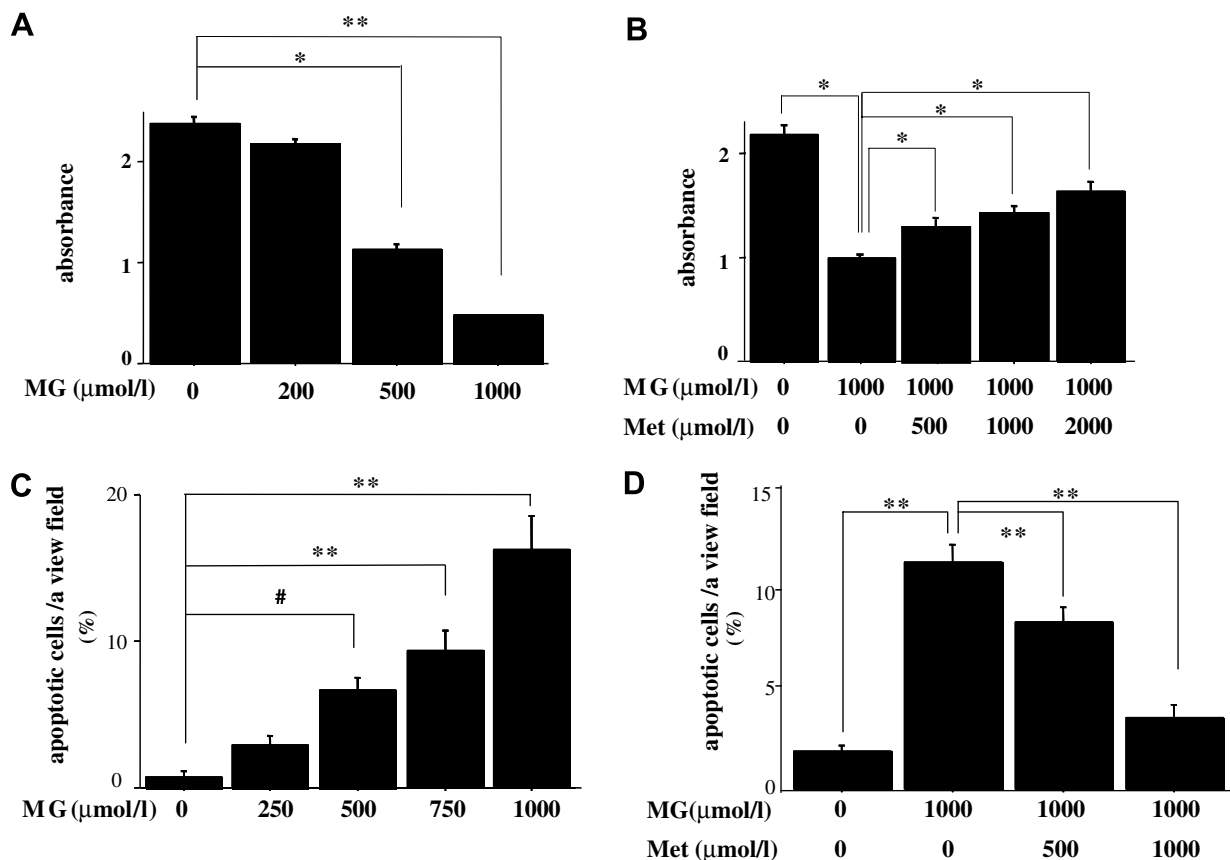 A
**
*
absorbance
2
1
0
MG (μmol/l) 0 200 500 1000
B
*
*
*
*
absorbance
2
1
0
MG (μmol/l) 0 1000 1000 1000 1000
Met (μmol/l) 0 0 500 1000 2000
C
**
**
#
apoptotic cells /a view field
(%)
20
10
0
MG (μmol/l) 0 250 500 750 1000
D
**
**
**
apoptotic cells /a view field
(%)
15
10
5
0
MG(μmol/l) 0 1000 1000 1000
Met (μmol/l) 0 0 500 1000